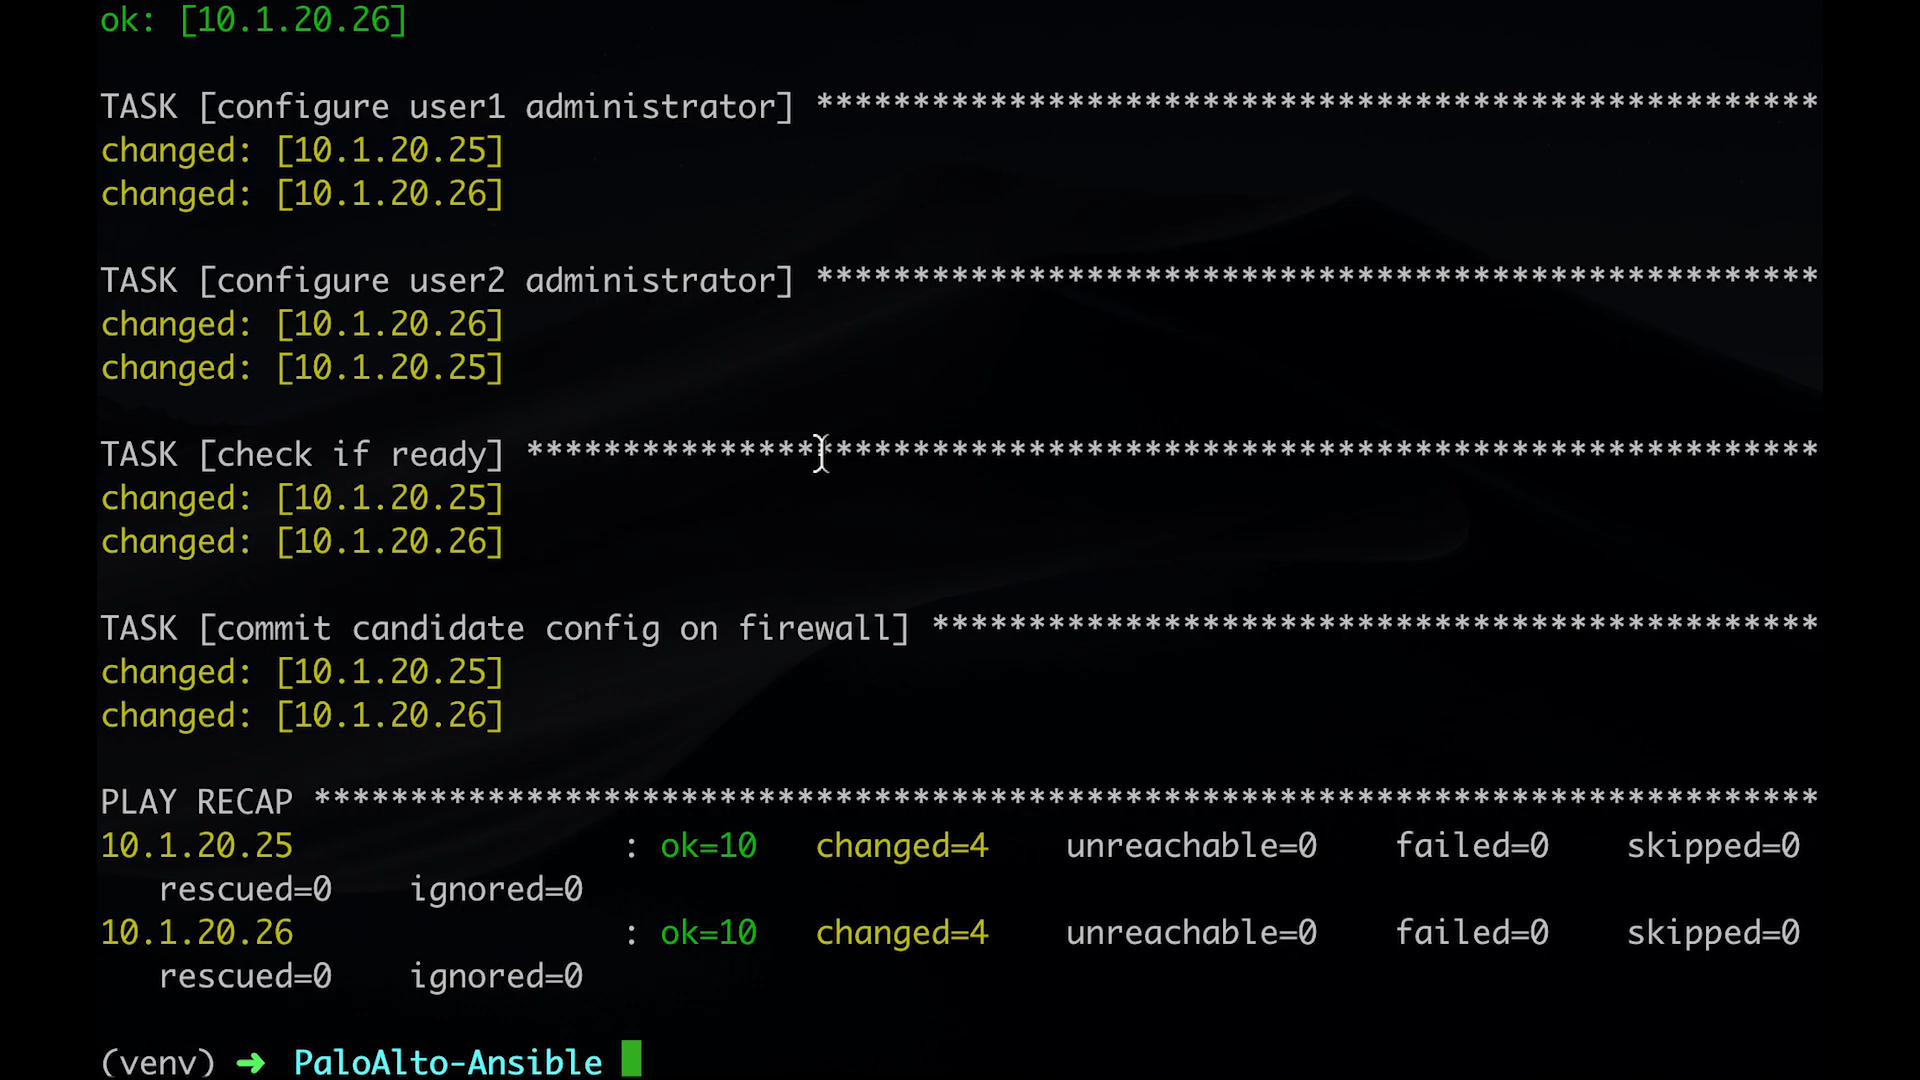 ok: [10.1.20.26]
TASK [configure user1 administrator] ****************************************************
changed: [10.1.20.25]
changed: [10.1.20.26]
TASK [configure user2 administrator] ****************************************************
changed: [10.1.20.26]
changed: [10.1.20.25]
TASK [check if ready] *******************************************************************
changed: [10.1.20.25]
changed: [10.1.20.26]
TASK [commit candidate config on firewall] **********************************************
changed: [10.1.20.25]
changed: [10.1.20.26]
PLAY RECAP ******************************************************************************
10.1.20.25 : ok=10 changed=4 unreachable=0 failed=0 skipped=0
rescued=0 ignored=0
10.1.20.26 : ok=10 changed=4 unreachable=0 failed=0 skipped=0
rescued=0 ignored=0
(venv) ➜ PaloAlto-Ansible